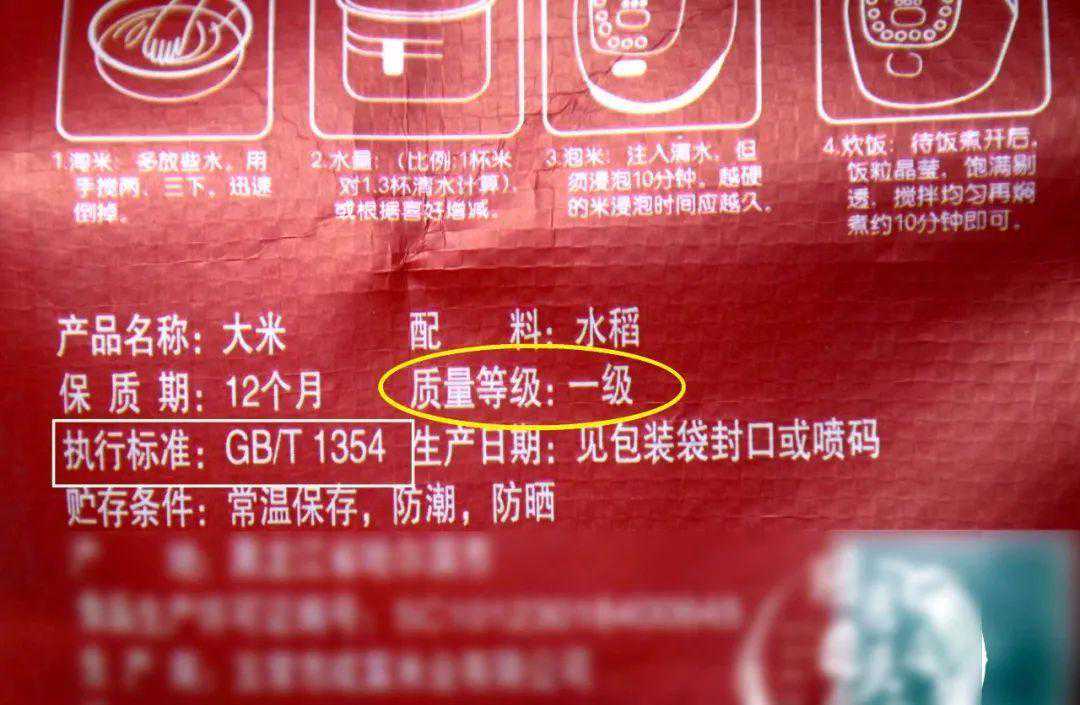 1.淘米：多放些水，用
手搅两、三下，迅速
倒掉。
2.水量：(比例:1杯米
对1.3杯清水计算)，
或根据喜好增减。
3.泡米：注入清水，但
须浸泡10分钟，越硬
的米浸泡时间应越久。
4.炊饭：待饭煮开后，
饭粒晶莹，饱满剔
透，搅拌均匀再焖
煮约10分钟即可。
产品名称：大米 配 料：水稻
保质期：12个月 质量等级：一级
执行标准：GB/T 1354 生产日期：见包装袋封口或喷码
贮存条件：常温保存，防潮，防晒